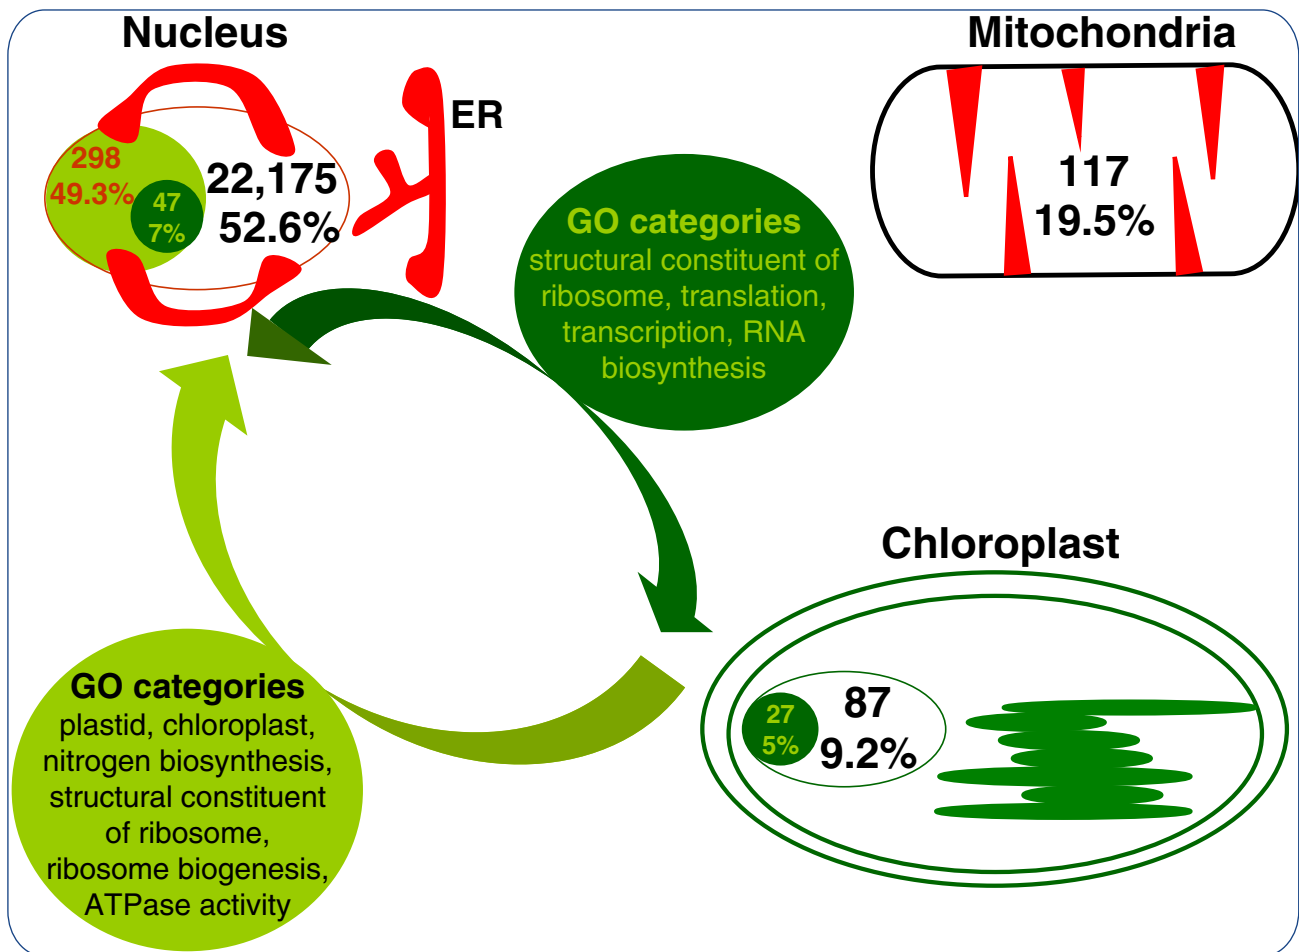 Nucleus
Mitochondria
ER
298
49.3%
47
7%
22,175
52.6%
117
19.5%
GO categories
structural constituent of
ribosome, translation,
transcription, RNA
biosynthesis
Chloroplast
27
5%
87
9.2%
GO categories
plastid, chloroplast,
nitrogen biosynthesis,
structural constituent
of ribosome,
ribosome biogenesis,
ATPase activity